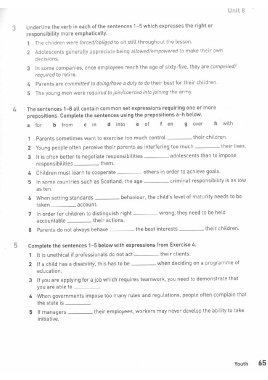 Unit 8
3 Underline the verb in each of the sentences 1–5 which expresses the right or
responsibility more emphatically.
1 The children were forced/obliged to sit still throughout the lesson.
2 Adolescents generally appreciate being allowed/empowered to make their own
decisions.
3 In some companies, once employees reach the age of sixty-five, they are compelled/
required to retire.
4 Parents are committed to doing/have a duty to do their best for their children.
5 The young men were required to join/coerced into joining the army.
4 The sentences 1–8 all contain common set expressions requiring one or more
prepositions. Complete the sentences using the prepositions a–h below.
a for b from c in d into e of f on g over h with
1 Parents sometimes want to exercise too much control ______ their children.
2 Young people often perceive their parents as interfering too much ______ their lives.
3 It is often better to negotiate responsibilities ______ adolescents than to impose
responsibilities ______ them.
4 Children must learn to cooperate ______ others in order to achieve goals.
5 In some countries such as Scotland, the age ______ criminal responsibility is as low
as ten.
6 When setting standards ______ behaviour, the child's level of maturity needs to be
taken ______ account.
7 In order for children to distinguish right ______ wrong, they need to be held
accountable ______ their actions.
8 Parents do not always behave ______ the best interests ______ their children.
5 Complete the sentences 1–5 below with expressions from Exercise 4.
1 It is unethical if professionals do not act ______ their clients.
2 If a child has a disability, this has to be ______ when deciding on a programme of
education.
3 If you are applying for a job which requires teamwork, you need to demonstrate that
you are able to ______.
4 When governments impose too many rules and regulations, people often complain that
the state is ______.
5 If managers ______ their employees, workers may never develop the ability to take
initiative.
Youth 65